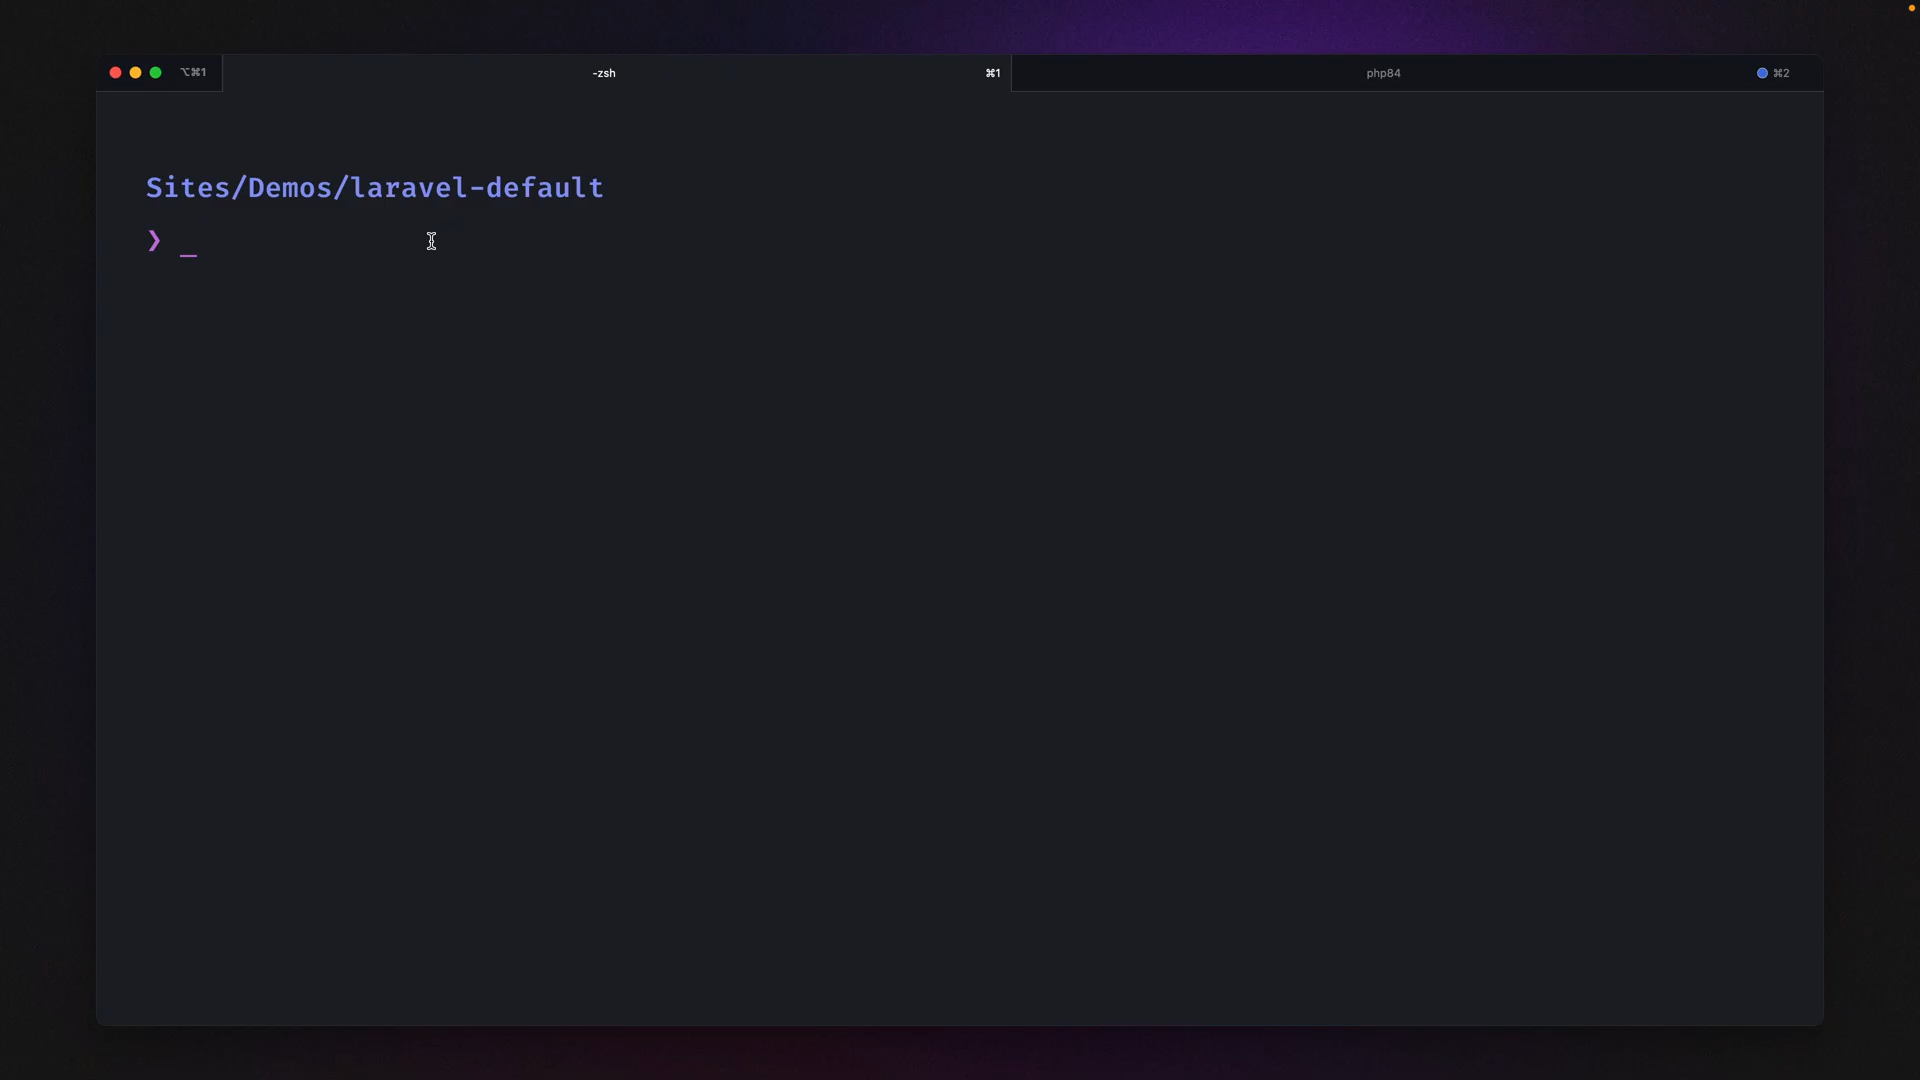 ⌥⌘1 -zsh ⌘1 php84 ⌘2
Sites/Demos/laravel-default
❯ _